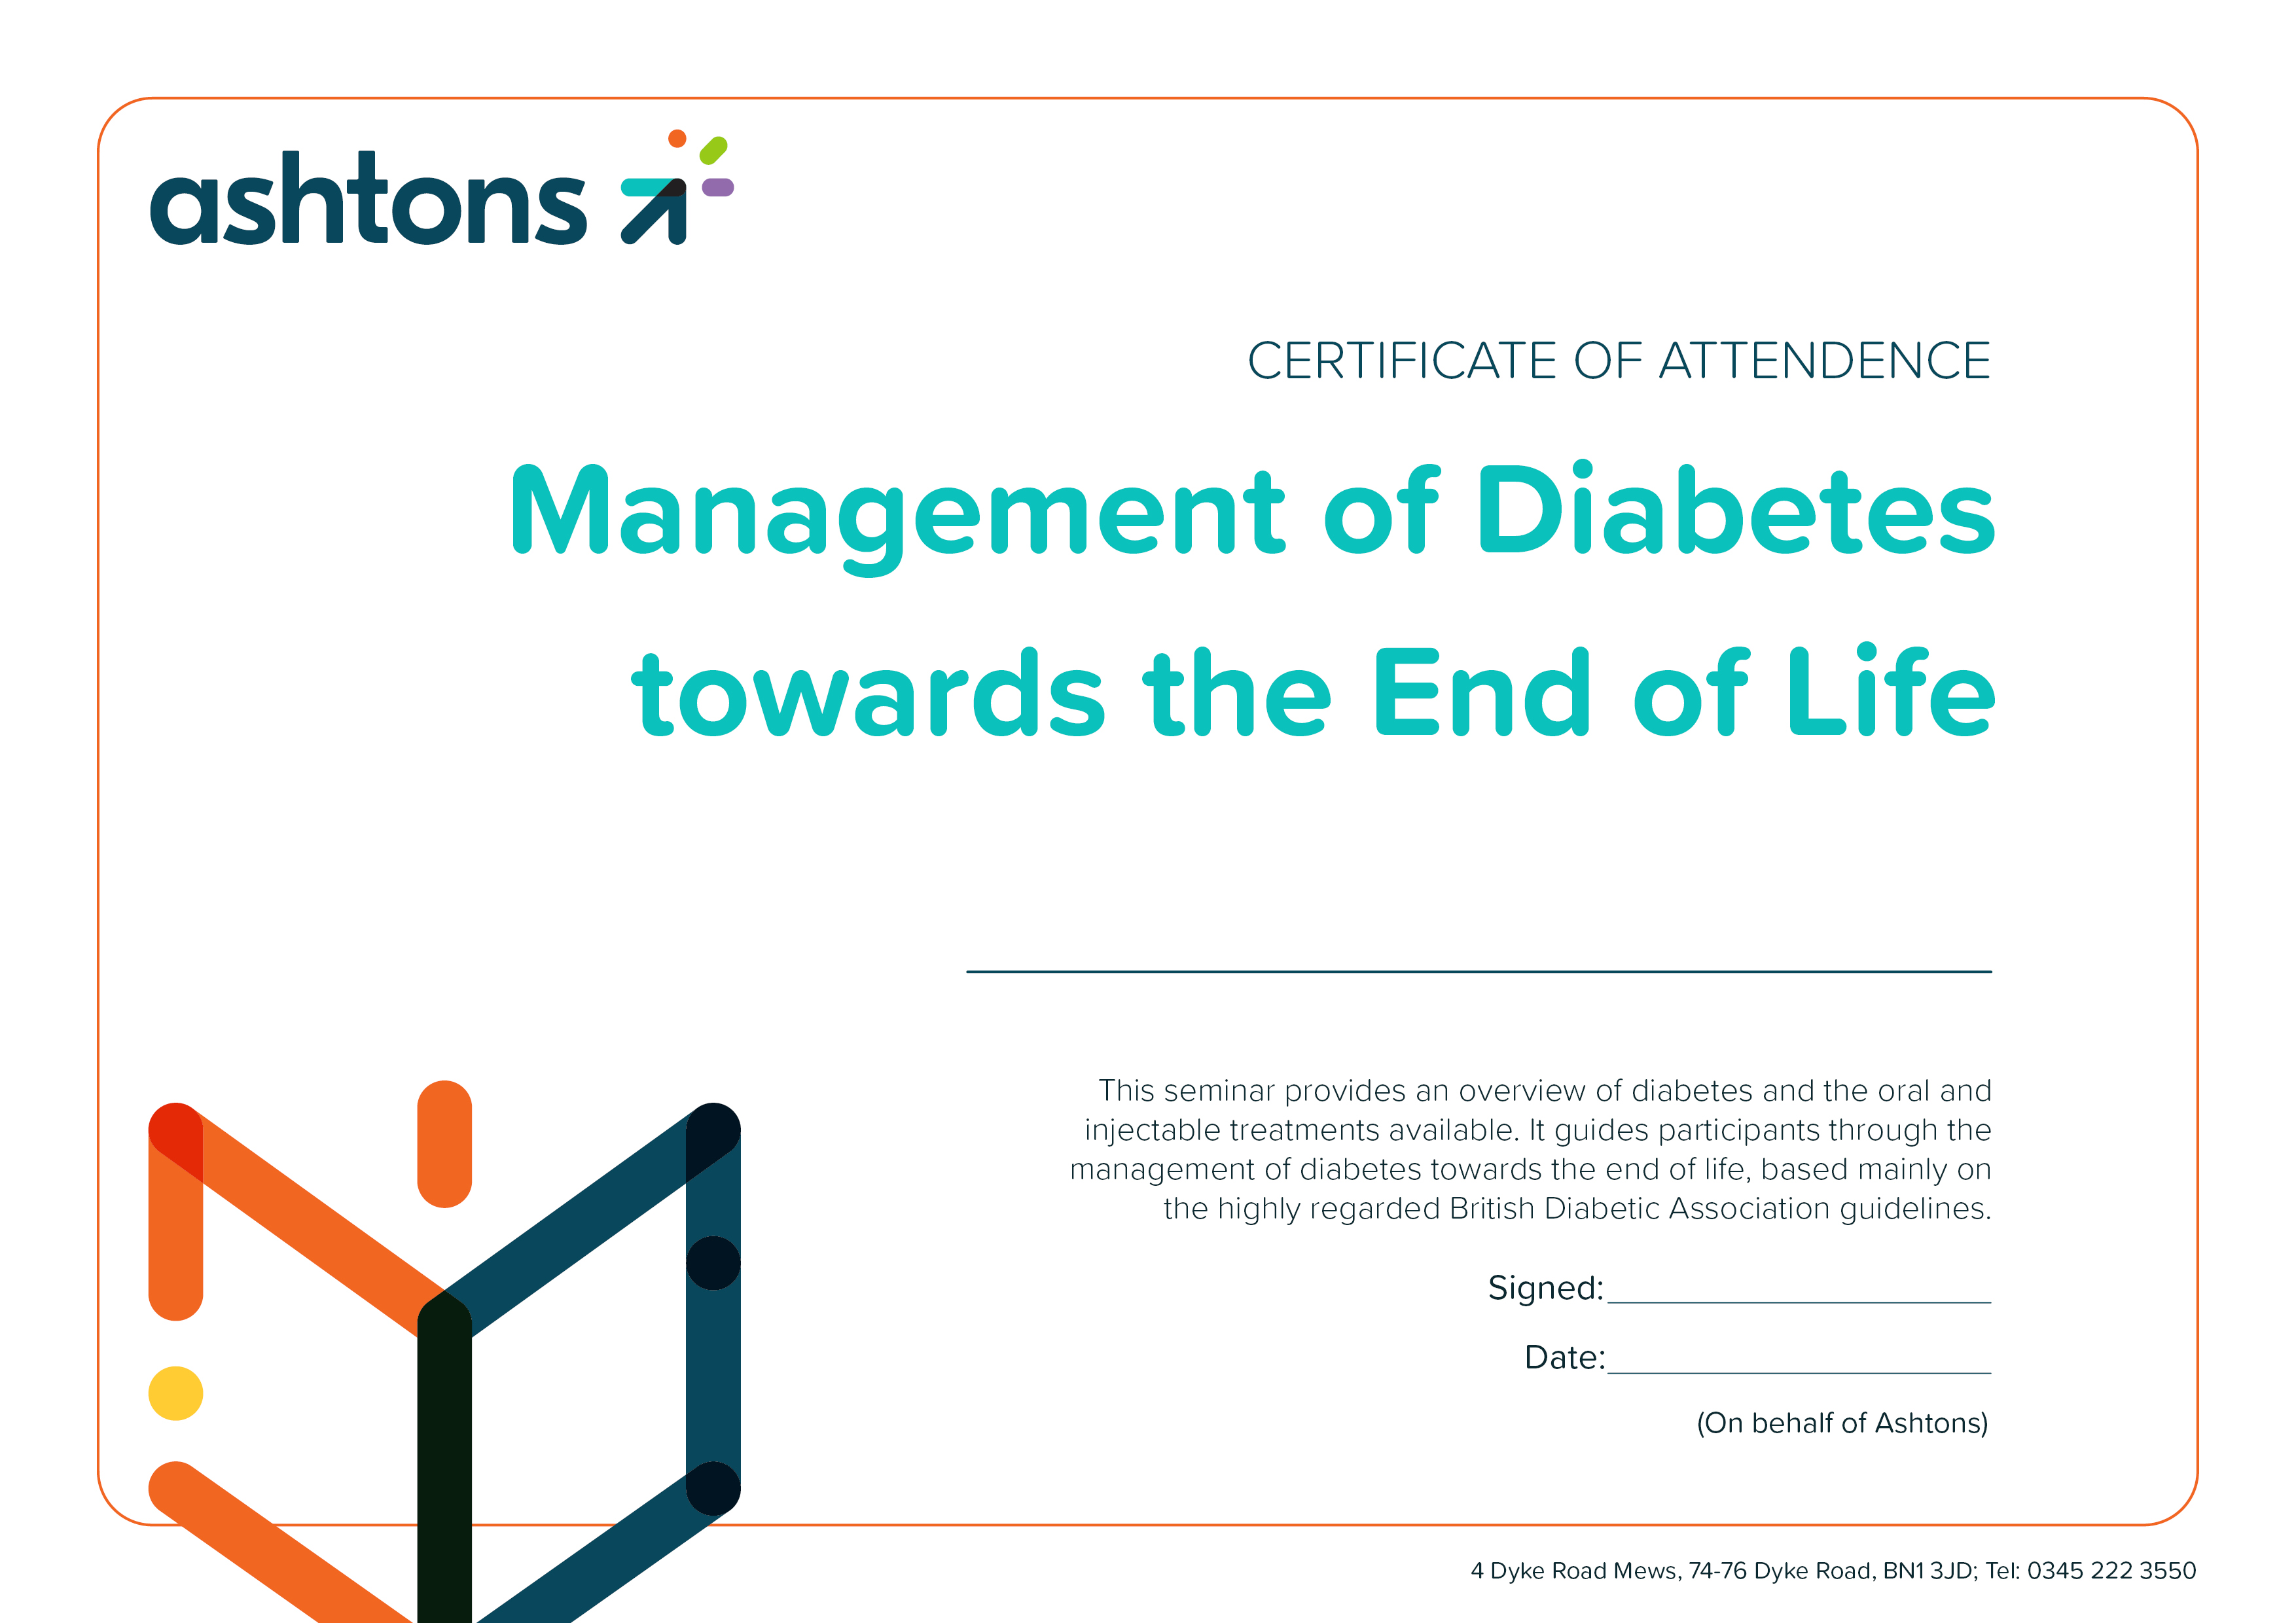 ashtons
CERTIFICATE OF ATTENDENCE
Management of Diabetes
towards the End of Life
This seminar provides an overview of diabetes and the oral and
injectable treatments available. It guides participants through the
management of diabetes towards the end of life, based mainly on
the highly regarded British Diabetic Association guidelines.
Signed:
Date:
(On behalf of Ashtons)
4 Dyke Road Mews, 74-76 Dyke Road, BN1 3JD; Tel: 0345 222 3550